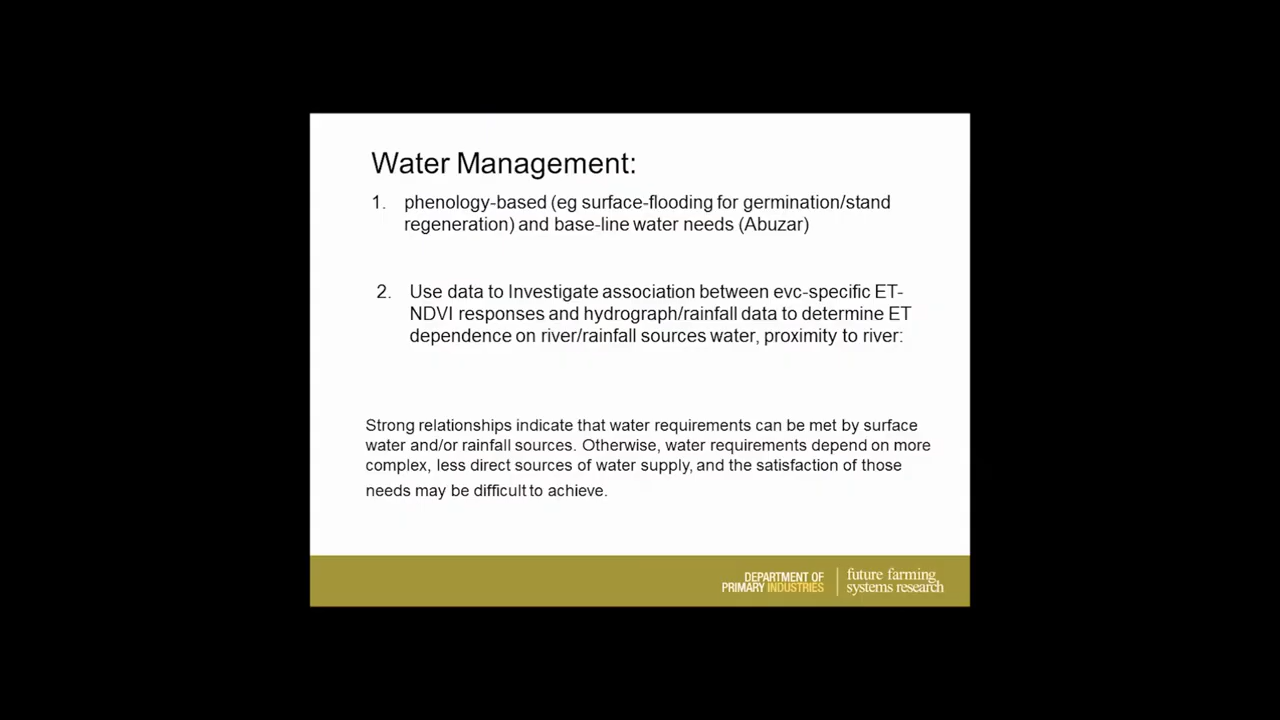 Water Management:
1. phenology-based (eg surface-flooding for germination/stand
regeneration) and base-line water needs (Abuzar)
2. Use data to Investigate association between evc-specific ET-
NDVI responses and hydrograph/rainfall data to determine ET
dependence on river/rainfall sources water, proximity to river:
Strong relationships indicate that water requirements can be met by surface
water and/or rainfall sources. Otherwise, water requirements depend on more
complex, less direct sources of water supply, and the satisfaction of those
needs may be difficult to achieve.
DEPARTMENT OF
PRIMARY INDUSTRIES
future farming
systems research